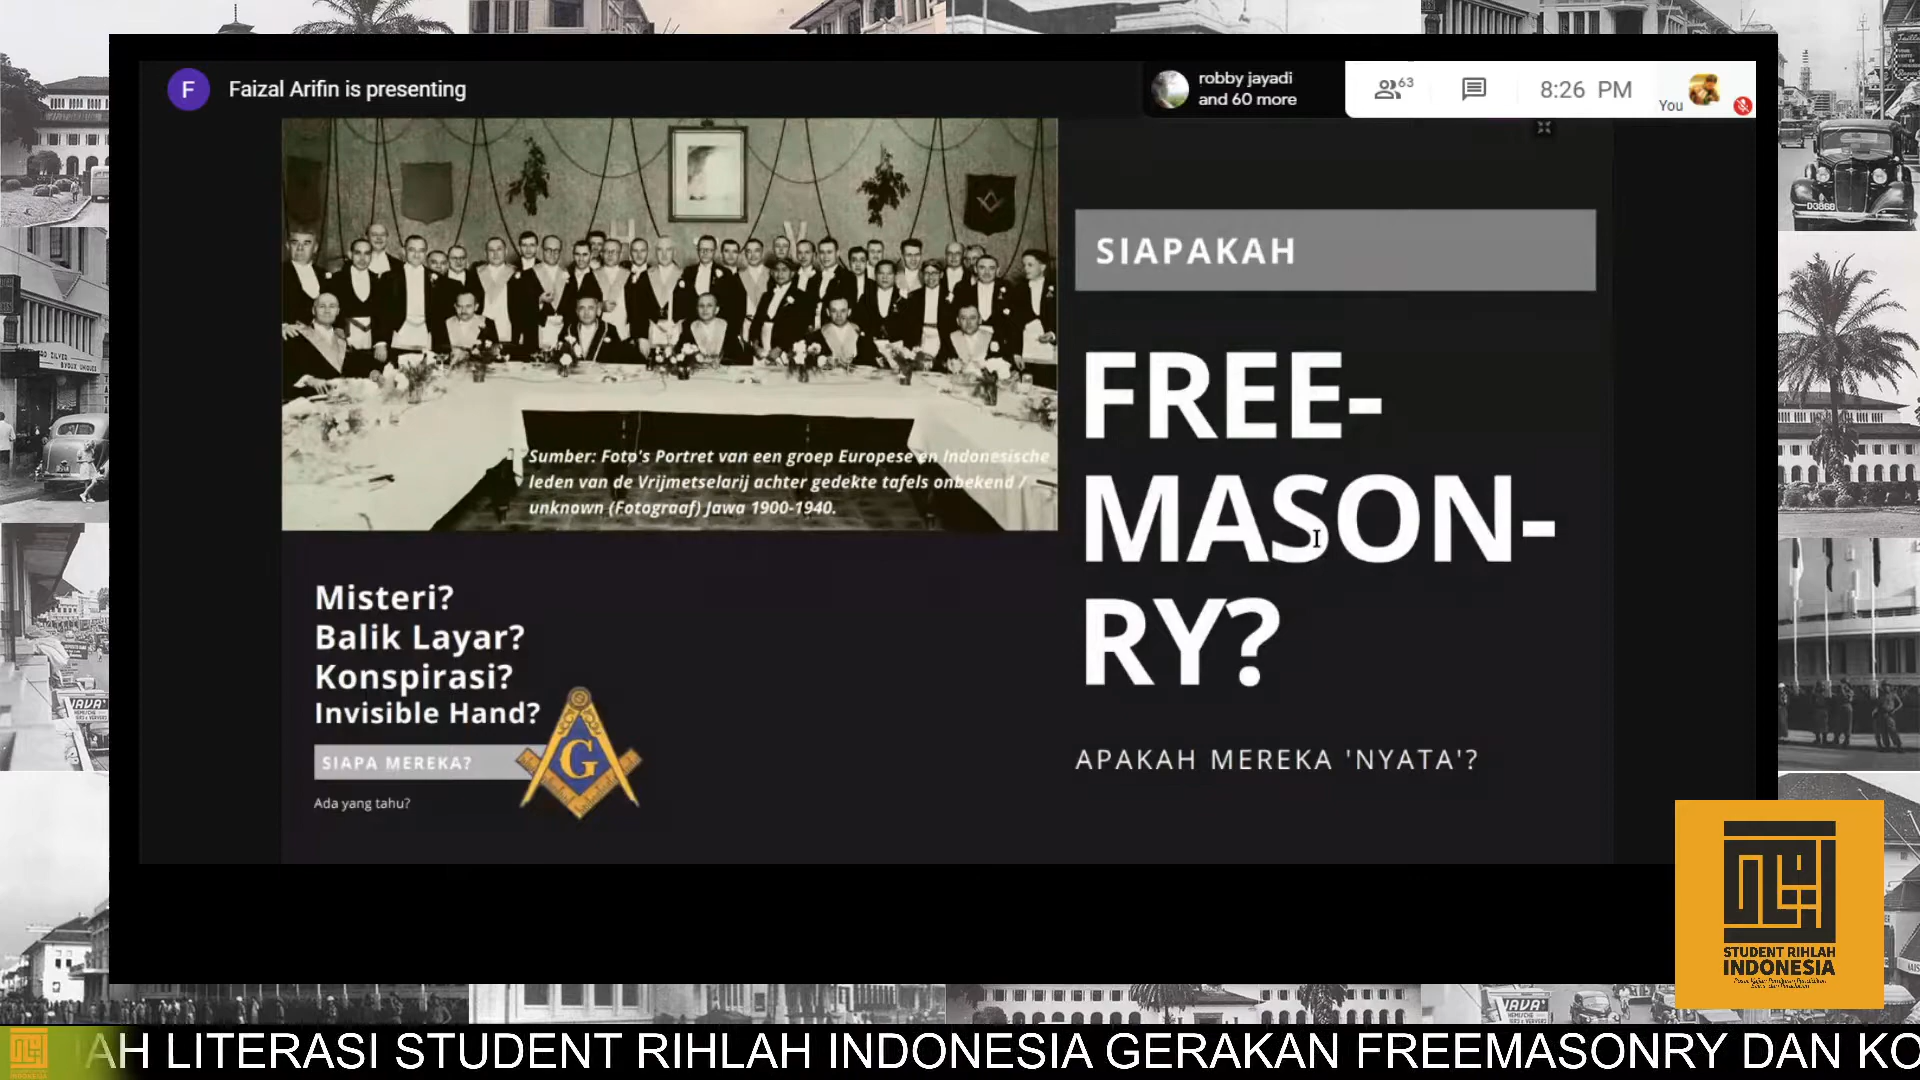 Faizal Arifin is presenting
F
robby jayadi
and 60 more
63
8:26 PM
You
SIAPAKAH
FREE-
MASON-
RY?
APAKAH MEREKA 'NYATA'?
Sumber: Foto's Portret van een groep Europese en Indonesische
leden van de Vrijmetselarij achter gedekte tafels onbekend /
unknown (Fotograaf) Jawa 1900-1940.
Misteri?
Balik Layar?
Konspirasi?
Invisible Hand?
SIAPA MEREKA?
G
Ada yang tahu?
D3868
JAVA
STUDENT RIHLAH
INDONESIA
AH LITERASI STUDENT RIHLAH INDONESIA GERAKAN FREEMASONRY DAN KO